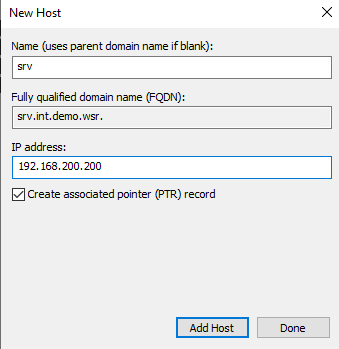 New Host
Name (uses parent domain name if blank):
srv
Fully qualified domain name (FQDN):
srv.int.demo.wsr.
IP address:
192.168.200.200
Create associated pointer (PTR) record
Add Host
Done